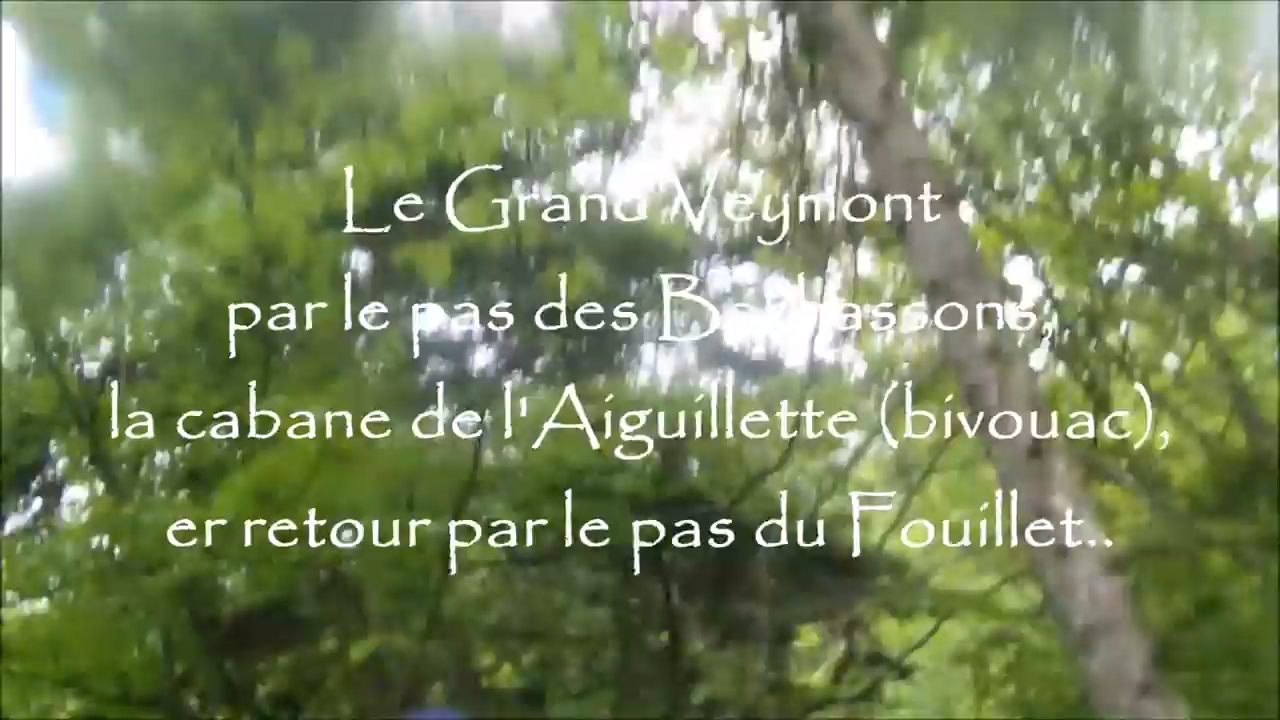 Le Grand Veymont
par le pas des Bachassons,
la cabane de l'Aiguillette (bivouac),
er retour par le pas du Fouillet..